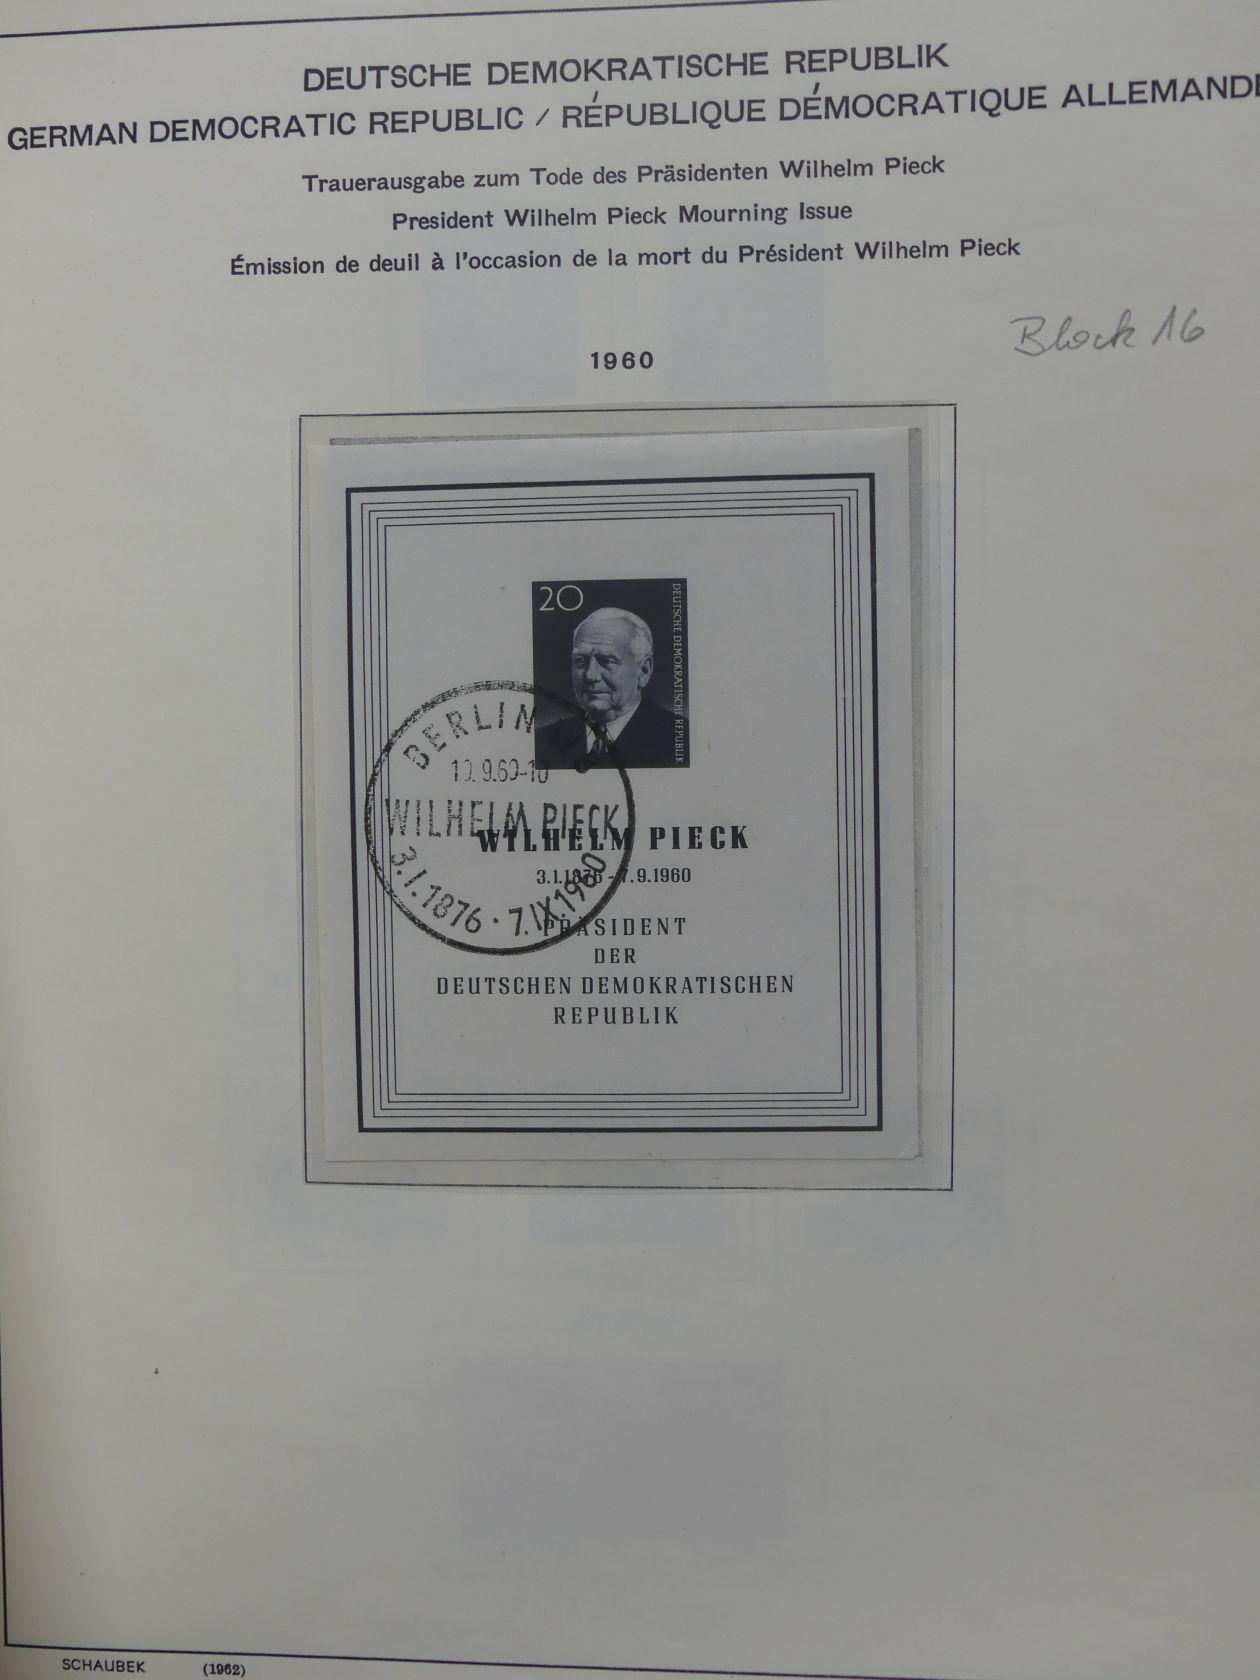 DEUTSCHE DEMOKRATISCHE REPUBLIK
GERMAN DEMOCRATIC REPUBLIC / RÉPUBLIQUE DÉMOCRATIQUE ALLEMANDE
Trauerausgabe zum Tode des Präsidenten Wilhelm Pieck
President Wilhelm Pieck Mourning Issue
Émission de deuil à l'occasion de la mort du Président Wilhelm Pieck
Block 16
1960
20
DEUTSCHE DEMOKRATISCHE REPUBLIK
BERLIN
10.9.60-10
WILHELM PIECK
3.I.1876 · 7.IX.1960
WILHELM PIECK
3.1.1876 - 7.9.1960
PRÄSIDENT
DER
DEUTSCHEN DEMOKRATISCHEN
REPUBLIK
SCHAUBEK (1962)